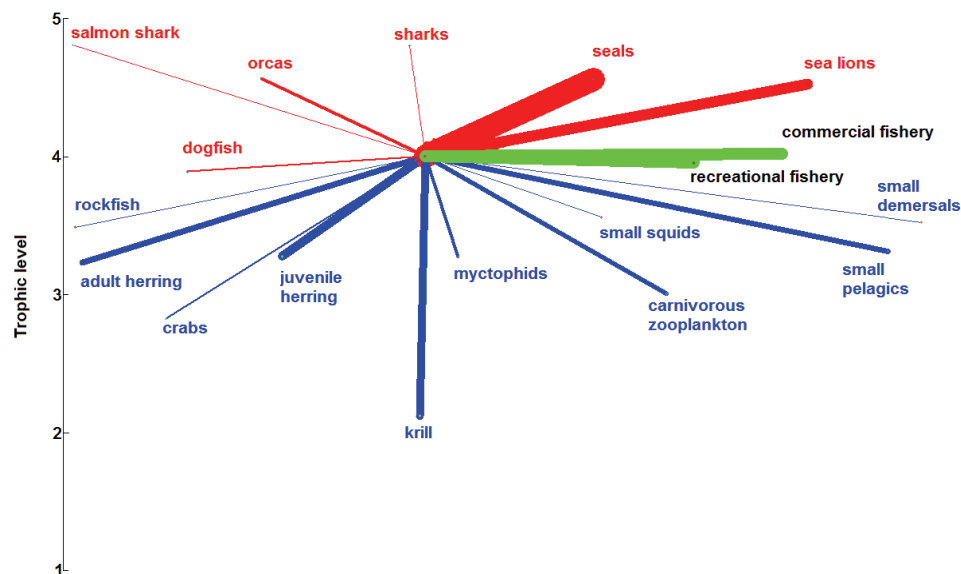 5
salmon shark
sharks
seals
orcas
sea lions
commercial fishery
dogfish
4
recreational fishery
small
demersals
rockfish
small squids
adult herring
juvenile
herring
myctophids
small
pelagics
3
carnivorous
zooplankton
crabs
krill
2
1
Trophic level